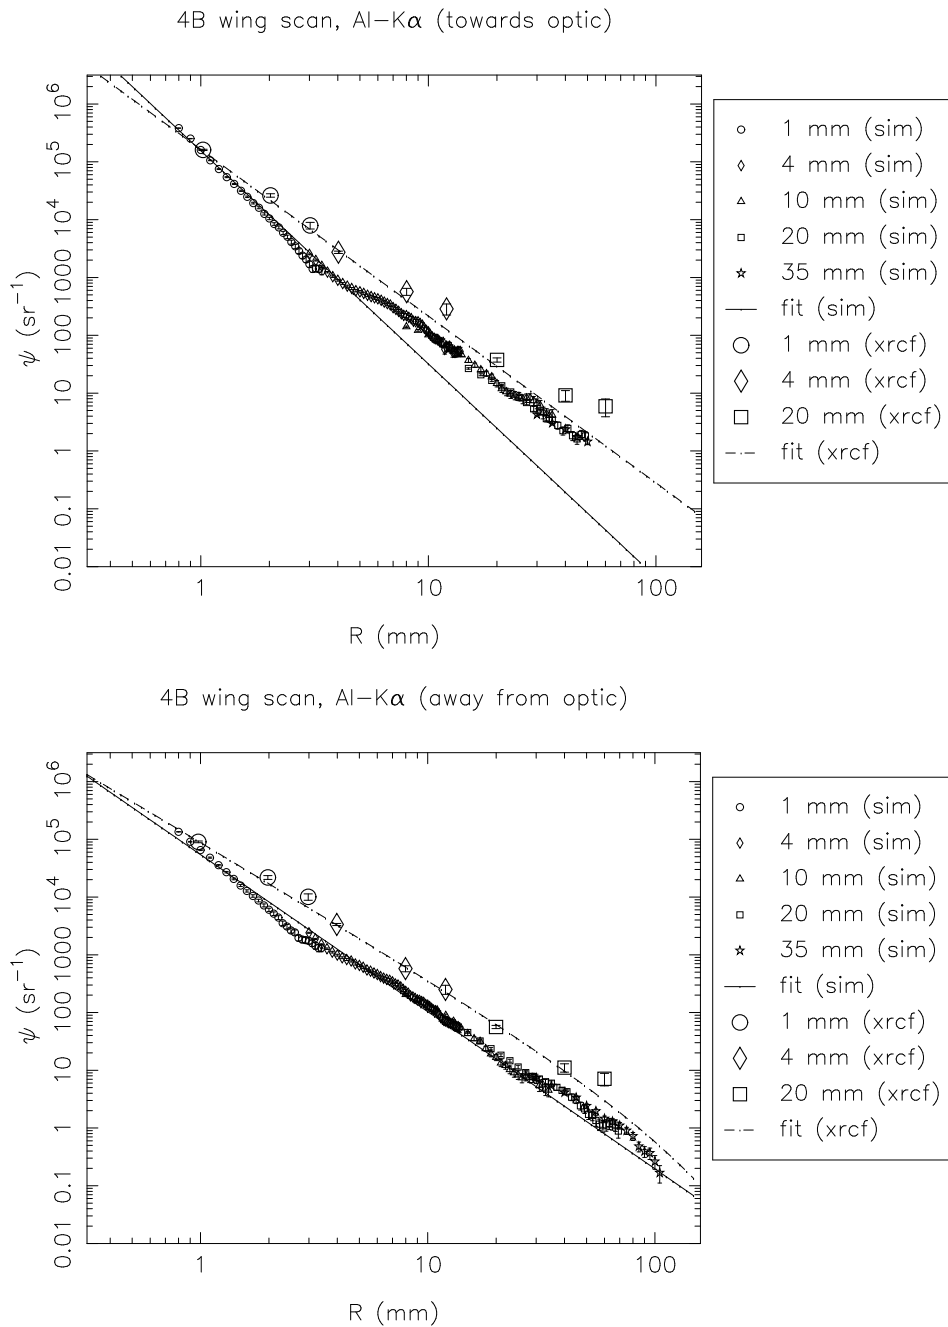 4B wing scan, Al−Kα (towards optic)
10⁶
10⁵
10⁴
1000
100
10
1
0.1
0.01
ψ (sr⁻¹)
1 10 100
R (mm)
1 mm (sim)
4 mm (sim)
10 mm (sim)
20 mm (sim)
35 mm (sim)
fit (sim)
1 mm (xrcf)
4 mm (xrcf)
20 mm (xrcf)
fit (xrcf)
4B wing scan, Al−Kα (away from optic)
10⁶
10⁵
10⁴
1000
100
10
1
0.1
0.01
ψ (sr⁻¹)
1 10 100
R (mm)
1 mm (sim)
4 mm (sim)
10 mm (sim)
20 mm (sim)
35 mm (sim)
fit (sim)
1 mm (xrcf)
4 mm (xrcf)
20 mm (xrcf)
fit (xrcf)